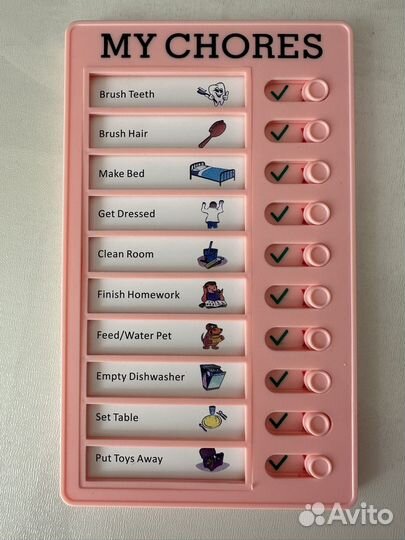 MY CHORES
Brush Teeth
Brush Hair
Make Bed
Get Dressed
Clean Room
Finish Homework
Feed/Water Pet
Empty Dishwasher
Set Table
Put Toys Away
Avito